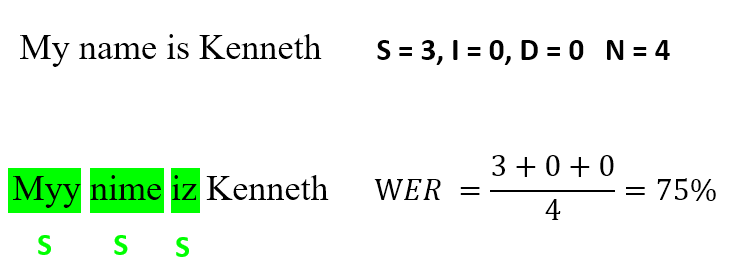 My name is Kenneth S = 3, I = 0, D = 0 N = 4
Myy nime iz Kenneth WER = (3 + 0 + 0) / 4 = 75%
S S S